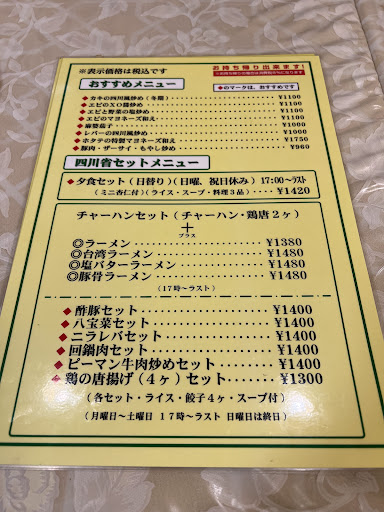 お持ち帰り出来ます!
※表示価格は税込です
おすすめメニュー
◆のマークは、おすすめです
◆カキの四川風炒め(冬期)・・・・・・・・・・¥1100
◆エビのXO醤炒め・・・・・・・・・・¥1100
◆エビと野菜の塩炒め・・・・・・・・・・¥1100
◆エビのマヨネーズ和え・・・・・・・・・・¥1100
◆麻婆茄子・・・・・・・・・・¥1000
◆レバーの四川風炒め・・・・・・・・・・¥1000
◆ホタテの特製マヨネーズ和え・・・・・・・・・・¥1750
◆豚肉・ザーサイ・もやし炒め・・・・・・・・・・¥960
四川省セットメニュー
◆夕食セット(日替り)(日曜、祝日休み)17:00~ラスト
(ミニ杏仁付)(ライス・スープ・料理3品)・・・・¥1420
チャーハンセット(チャーハン・鶏唐2ヶ)
+
プラス
◎ラーメン・・・・・・・・・・¥1380
◎台湾ラーメン・・・・・・・・・・¥1480
◎塩バターラーメン・・・・・・・・・・¥1480
◎豚骨ラーメン・・・・・・・・・・¥1480
(17時~ラスト)
◆酢豚セット・・・・・・・・・・¥1400
◆八宝菜セット・・・・・・・・・・¥1400
◆ニラレバセット・・・・・・・・・・¥1400
◆回鍋肉セット・・・・・・・・・・¥1400
◆ピーマン牛肉炒めセット・・・・・・¥1400
◆鶏の唐揚げ(4ヶ)セット・・・・・・¥1300
(各セット・ライス・餃子4ヶ・スープ付)
(月曜日~土曜日 17時~ラスト 日曜日は終日)